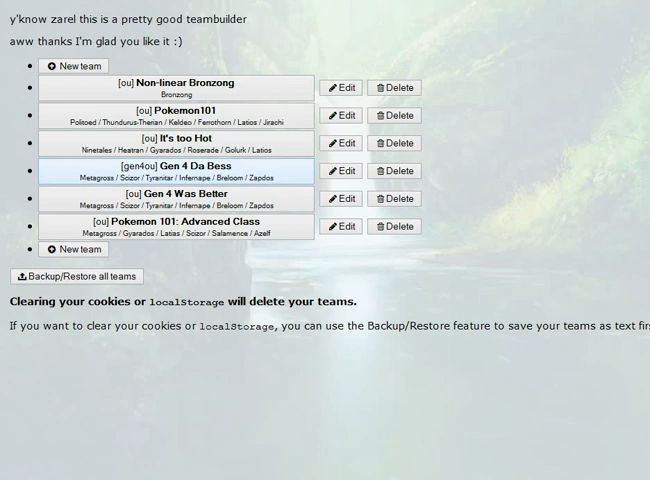 y'know zarel this is a pretty good teambuilder
aww thanks I'm glad you like it :)
New team
[ou] Non-linear Bronzong
Bronzong
Edit Delete
[ou] Pokemon101
Politoed / Thundurus-Therian / Keldeo / Ferrothorn / Latios / Jirachi
Edit Delete
[ou] It's too Hot
Ninetales / Heatran / Gyarados / Roserade / Golurk / Latios
Edit Delete
[gen4ou] Gen 4 Da Bess
Metagross / Scizor / Tyranitar / Infernape / Breloom / Zapdos
Edit Delete
[ou] Gen 4 Was Better
Metagross / Scizor / Tyranitar / Infernape / Breloom / Zapdos
Edit Delete
[ou] Pokemon 101: Advanced Class
Metagross / Gyarados / Latias / Scizor / Salamence / Azelf
Edit Delete
New team
Backup/Restore all teams
Clearing your cookies or localStorage will delete your teams.
If you want to clear your cookies or localStorage, you can use the Backup/Restore feature to save your teams as text firs